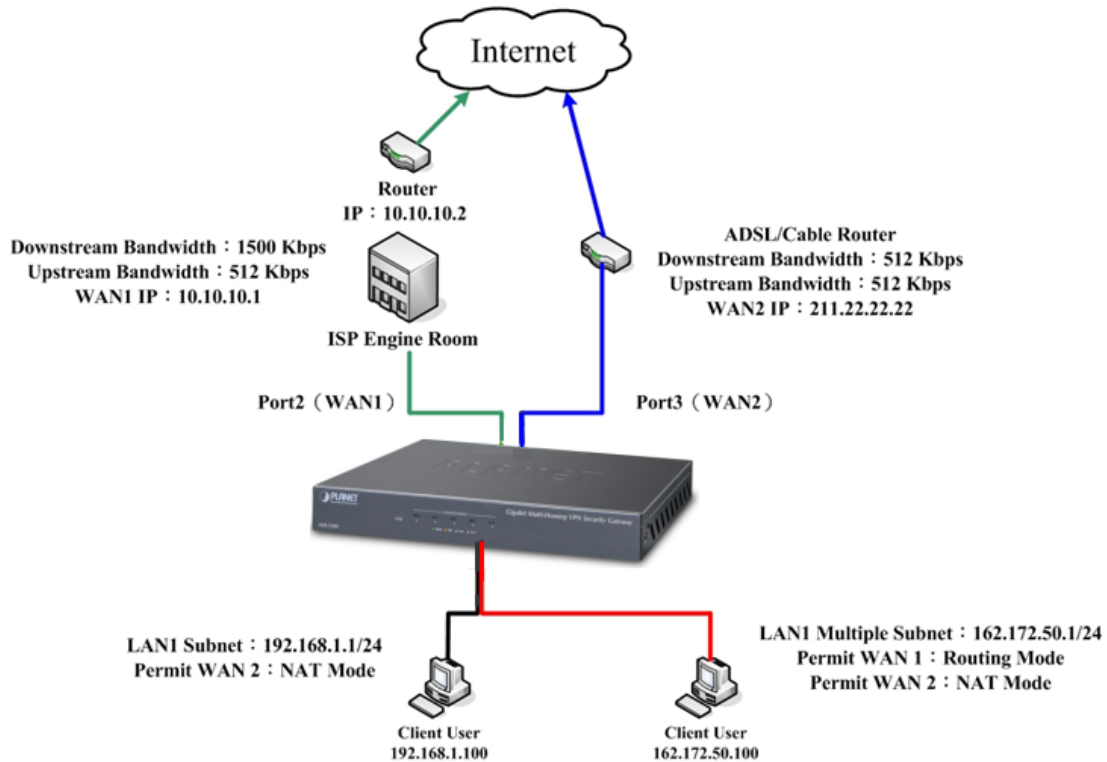 Internet
Router
IP：10.10.10.2
Downstream Bandwidth：1500 Kbps
Upstream Bandwidth：512 Kbps
WAN1 IP：10.10.10.1
ISP Engine Room
ADSL/Cable Router
Downstream Bandwidth：512 Kbps
Upstream Bandwidth：512 Kbps
WAN2 IP：211.22.22.22
Port2（WAN1）
Port3（WAN2）
PLANET
PLANET
Gigabit Multi-Homing VPN Security Gateway
LAN1 Subnet：192.168.1.1/24
Permit WAN 2：NAT Mode
Client User
192.168.1.100
LAN1 Multiple Subnet：162.172.50.1/24
Permit WAN 1：Routing Mode
Permit WAN 2：NAT Mode
Client User
162.172.50.100